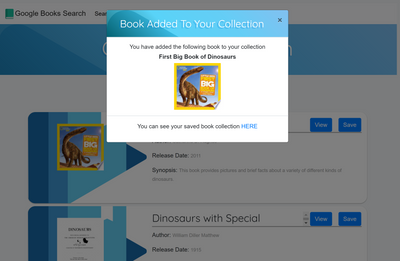 Google Books Search
Book Added To Your Collection
×
You have added the following book to your collection
First Big Book of Dinosaurs
You can see your saved book collection HERE
View
Save
Release Date: 2011
Synopsis: This book provides pictures and brief facts about a variety of different kinds of
dinosaurs
Dinosaurs with Special
View
Save
Author: William Diller Matthew
Release Date: 1915